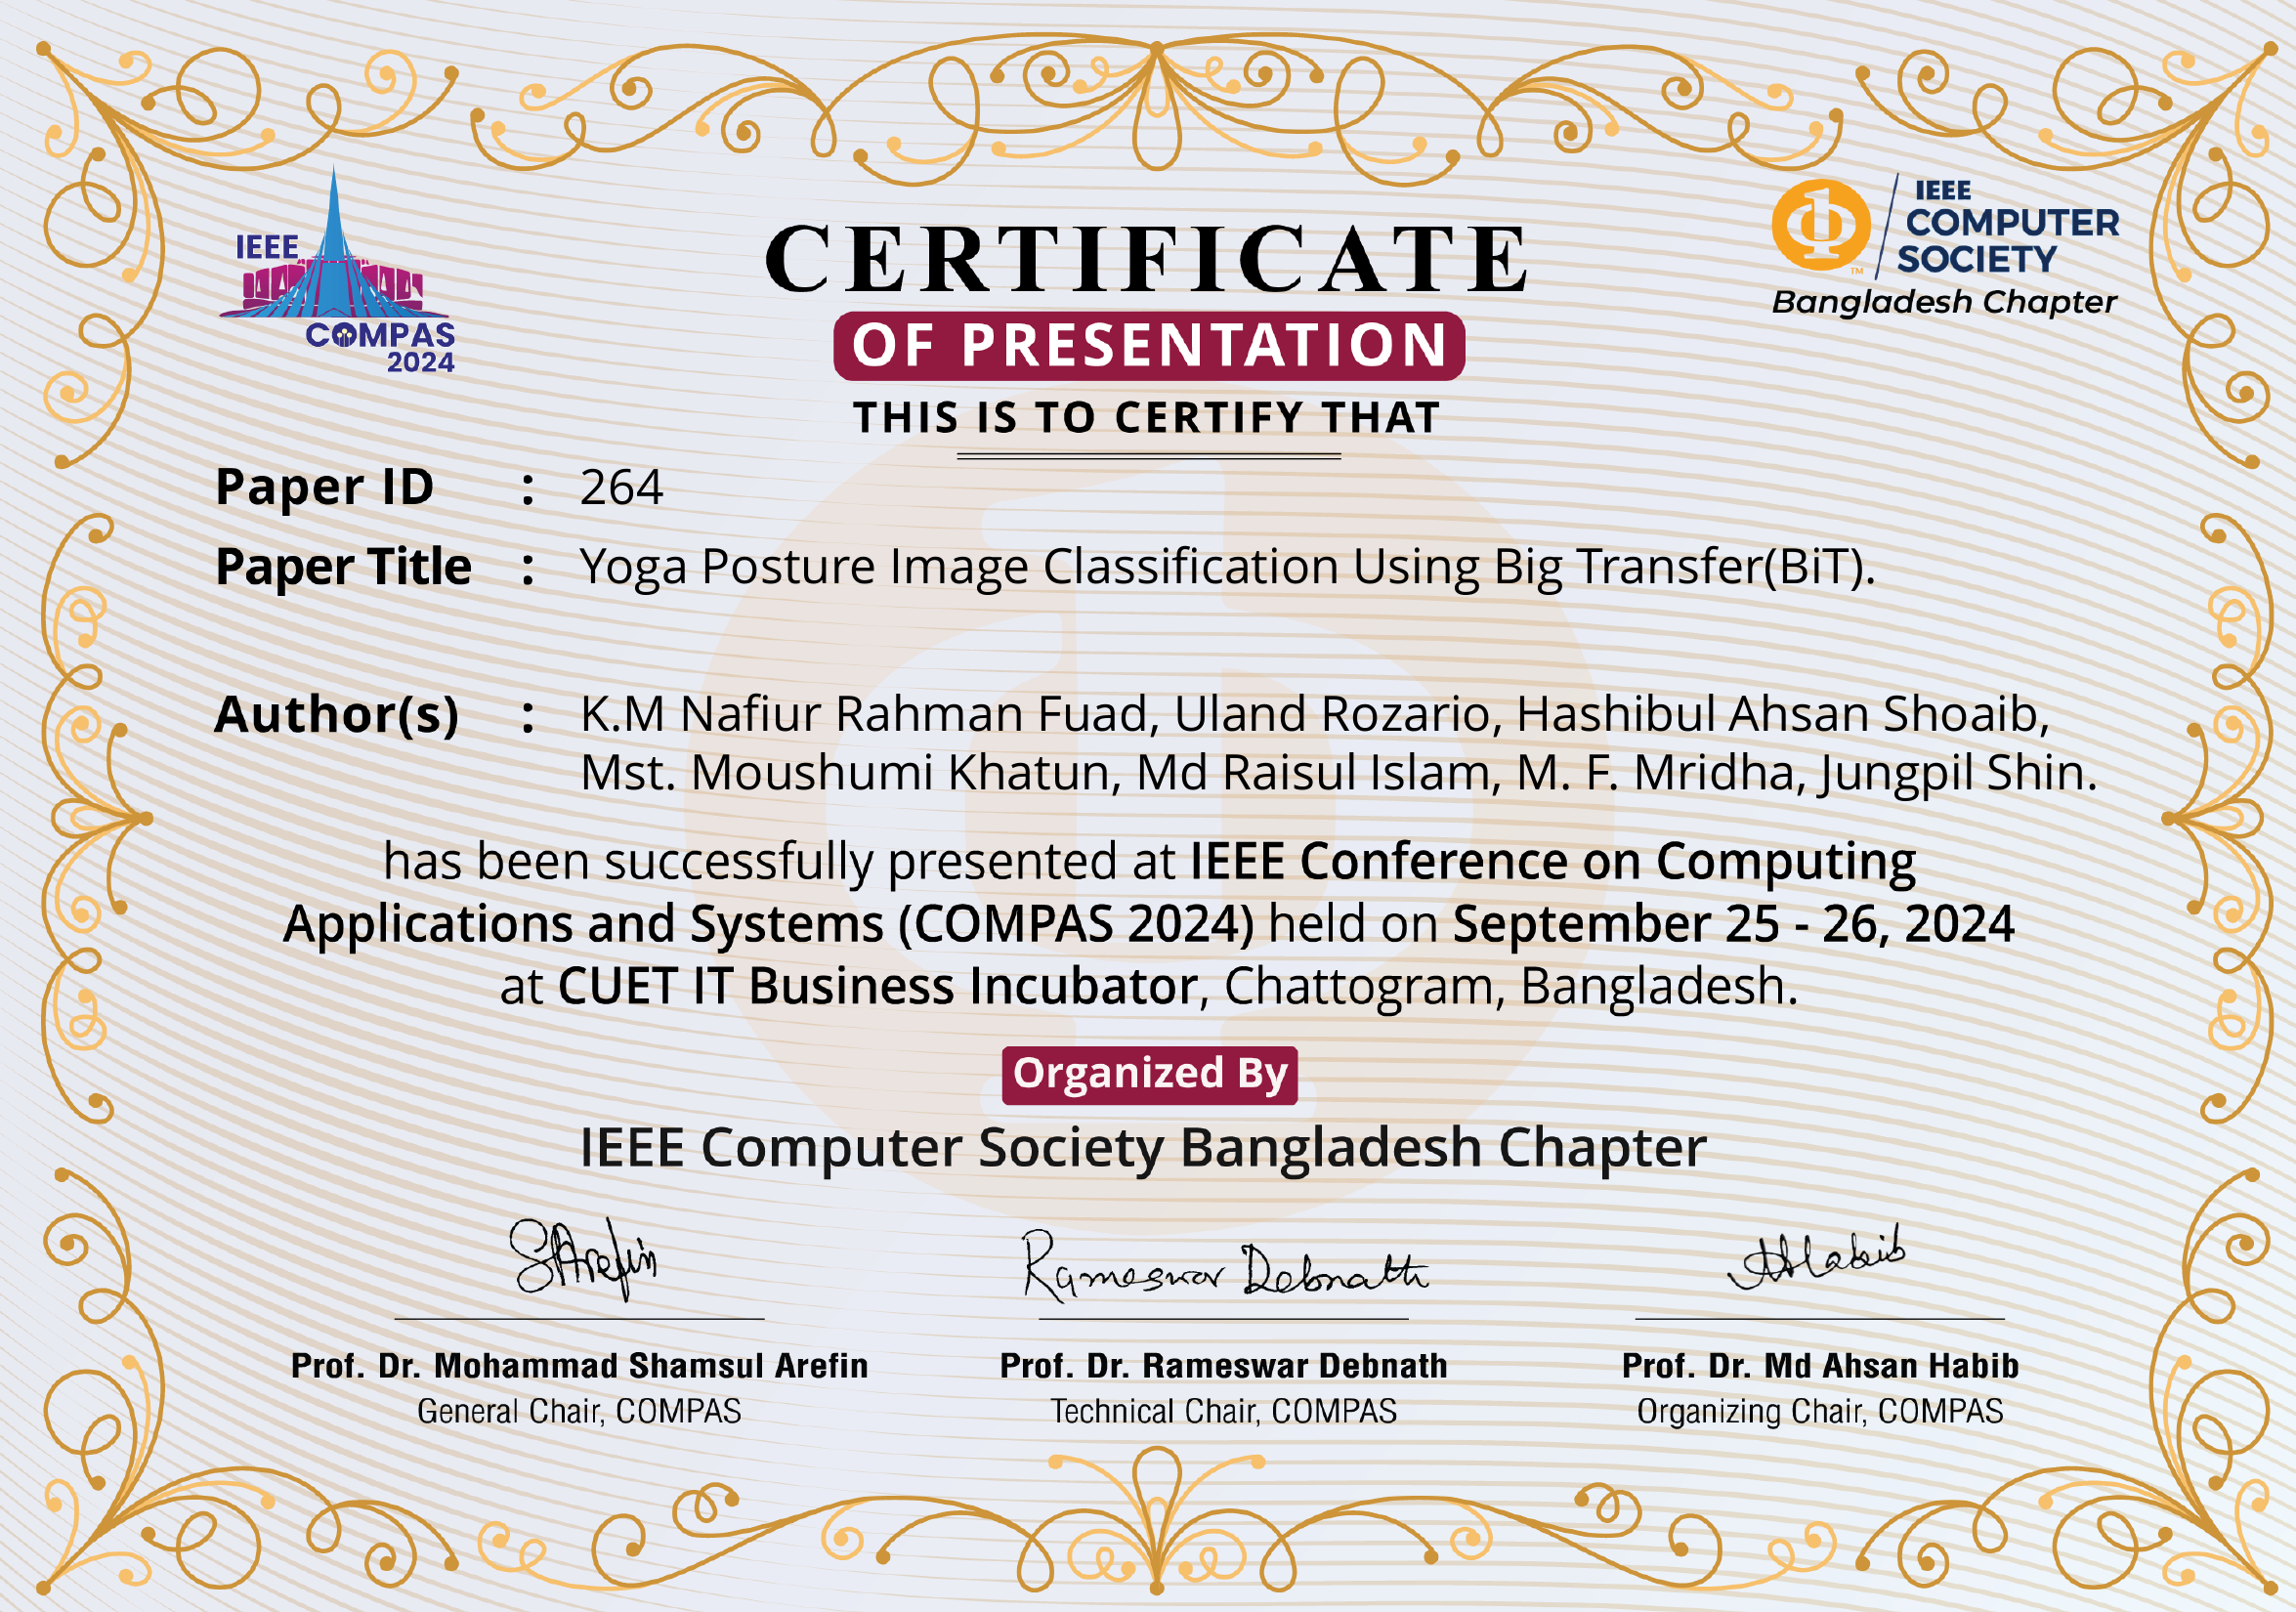 IEEE
COMPAS
2024
CERTIFICATE
OF PRESENTATION
THIS IS TO CERTIFY THAT
IEEE
COMPUTER
SOCIETY
TM
Bangladesh Chapter
Paper ID : 264
Paper Title : Yoga Posture Image Classification Using Big Transfer(BiT).
Author(s) : K.M Nafiur Rahman Fuad, Uland Rozario, Hashibul Ahsan Shoaib,
Mst. Moushumi Khatun, Md Raisul Islam, M. F. Mridha, Jungpil Shin.
has been successfully presented at IEEE Conference on Computing
Applications and Systems (COMPAS 2024) held on September 25 - 26, 2024
at CUET IT Business Incubator, Chattogram, Bangladesh.
Organized By
IEEE Computer Society Bangladesh Chapter
SArefin
Rameswar Debnath
AHabib
Prof. Dr. Mohammad Shamsul Arefin
General Chair, COMPAS
Prof. Dr. Rameswar Debnath
Technical Chair, COMPAS
Prof. Dr. Md Ahsan Habib
Organizing Chair, COMPAS